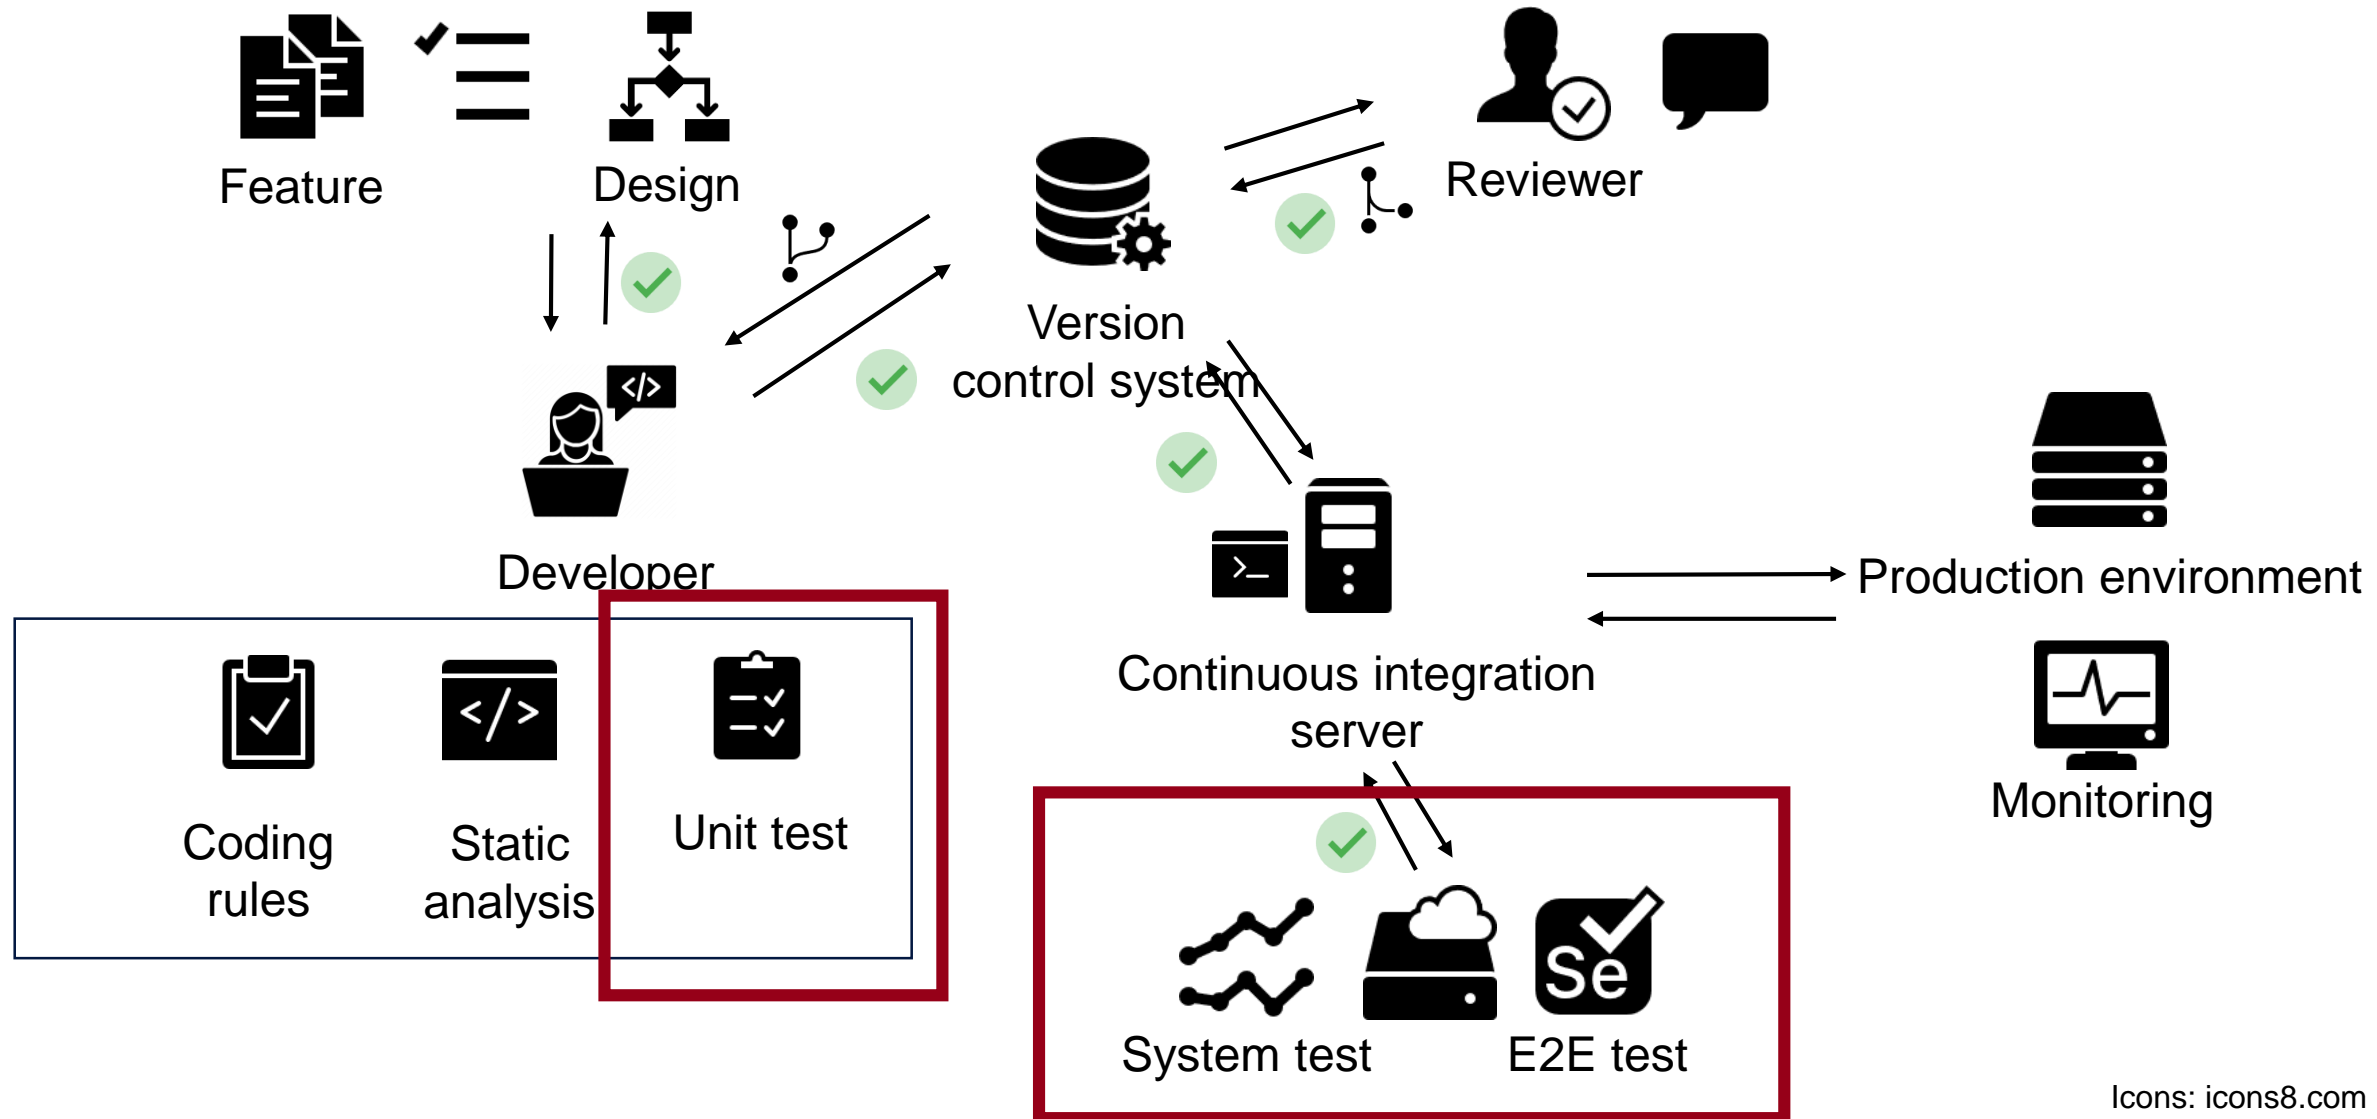 Feature
Design
Reviewer
Version
control system
</>
Developer
>_
Production environment
Continuous integration
server
Monitoring
</>
Coding
rules
Static
analysis
Unit test
Se
System test
E2E test
Icons: icons8.com